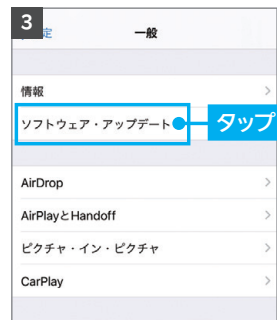 3
定
一般
情報
ソフトウェア・アップデート
タップ
AirDrop
AirPlayとHandoff
ピクチャ・イン・ピクチャ
CarPlay